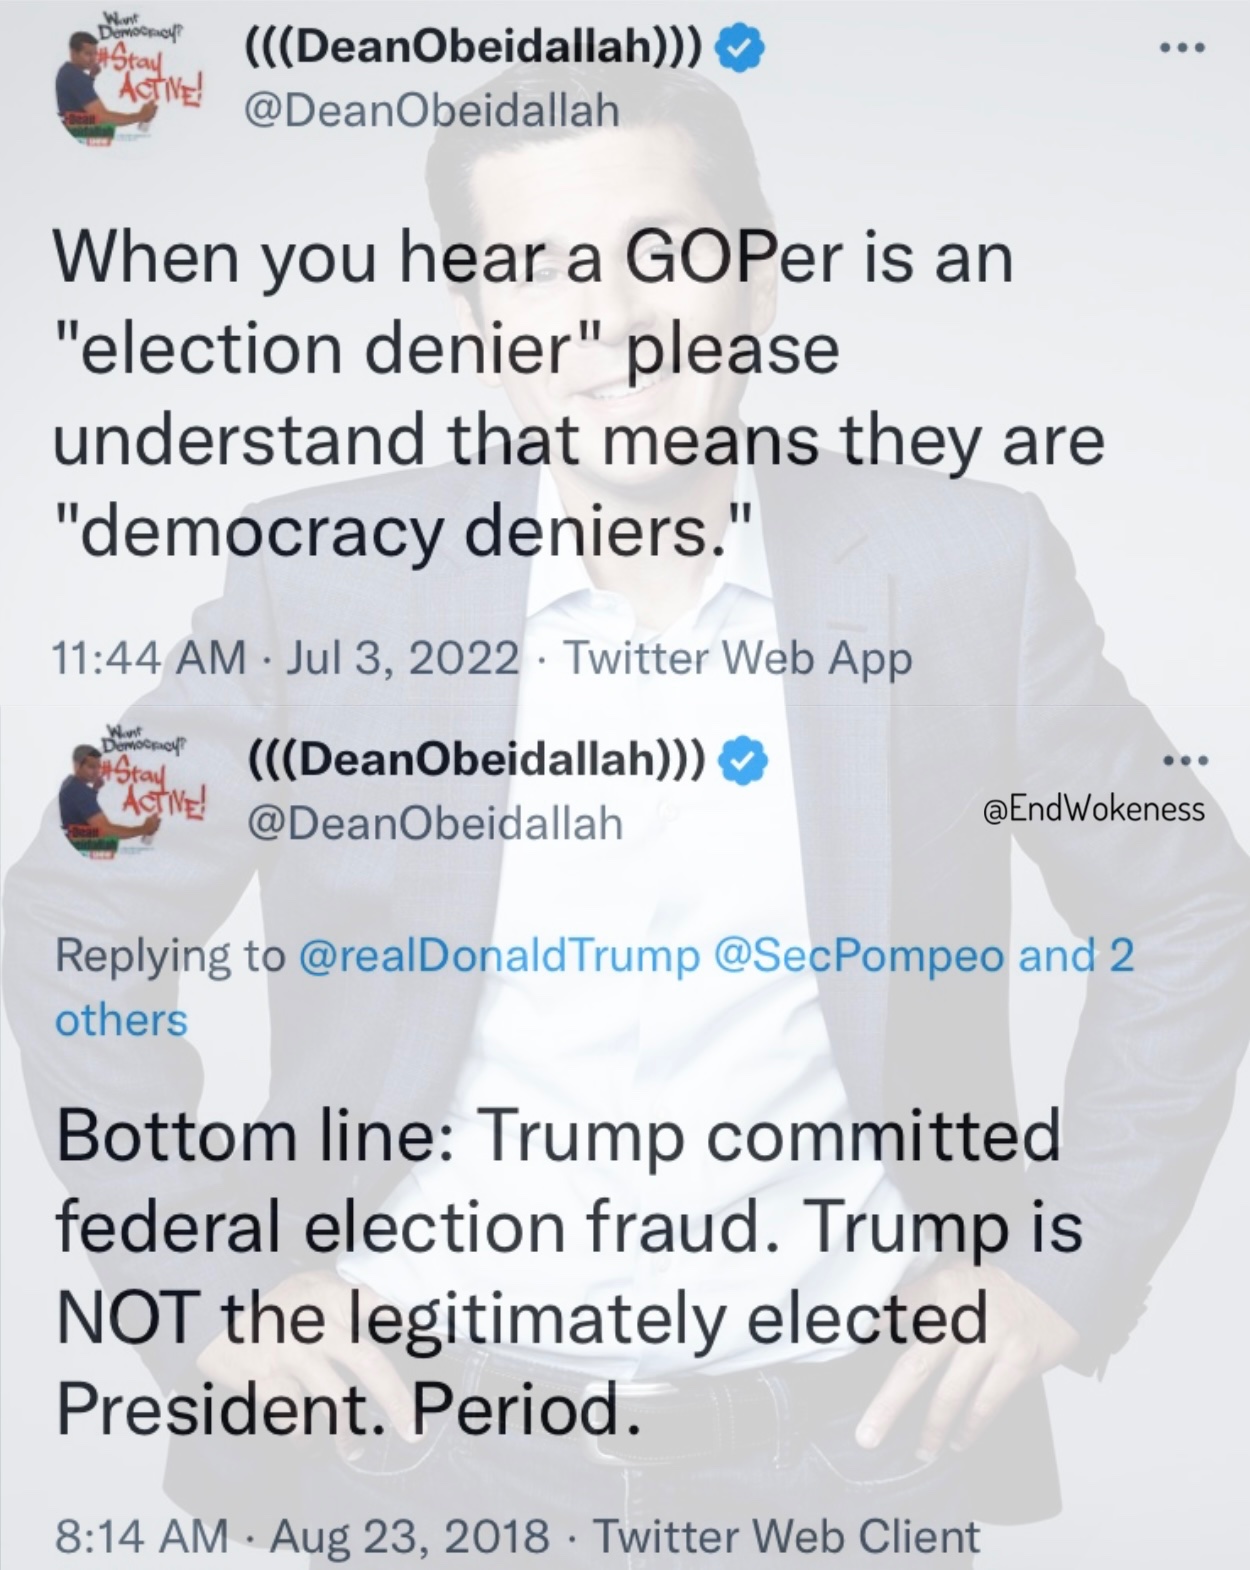 Want
Democracy?
#Stay
ACTIVE!
(((DeanObeidallah)))
@DeanObeidallah
When you hear a GOPer is an
"election denier" please
understand that means they are
"democracy deniers."
11:44 AM · Jul 3, 2022 · Twitter Web App
Want
Democracy?
#Stay
ACTIVE!
(((DeanObeidallah)))
@DeanObeidallah
@EndWokeness
Replying to @realDonaldTrump @SecPompeo and 2
others
Bottom line: Trump committed
federal election fraud. Trump is
NOT the legitimately elected
President. Period.
8:14 AM · Aug 23, 2018 · Twitter Web Client